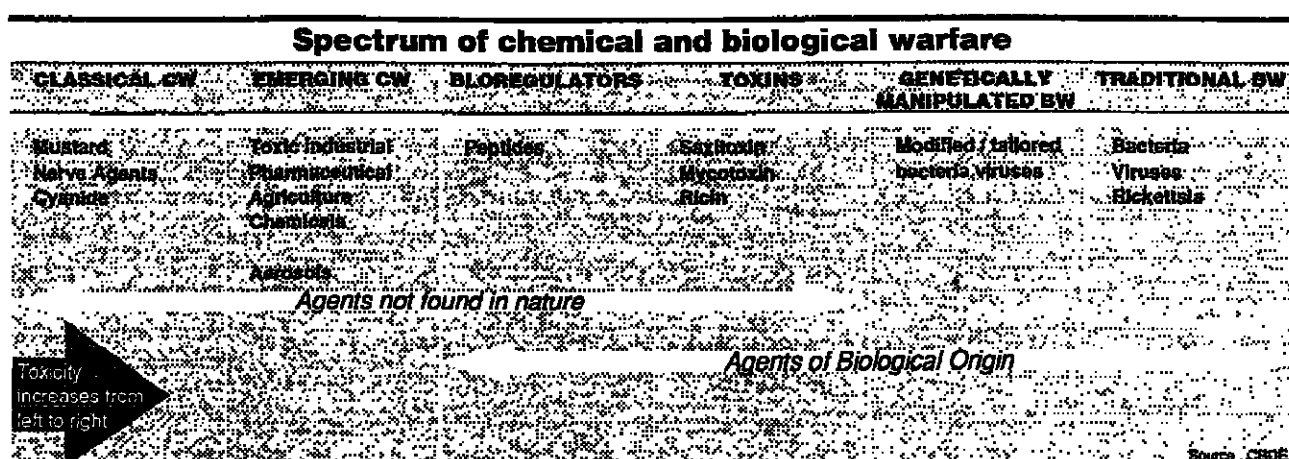 Spectrum of chemical and biological warfare
CLASSICAL CW EMERGING CW BLOREGULATORS TOXINS GENETICALLY MANIPULATED BW TRADITIONAL BW
Mustard Toxic Industrial Peptides Saxitoxin Modified / tailored Bacteria
Nerve Agents Pharmaceutical Mycotoxin bacteria viruses Viruses
Cyanide Agriculture Ricin Rickettsia
Chemicals
Aerosols
Agents not found in nature
Agents of Biological Origin
Toxicity
increases from
left to right
Source